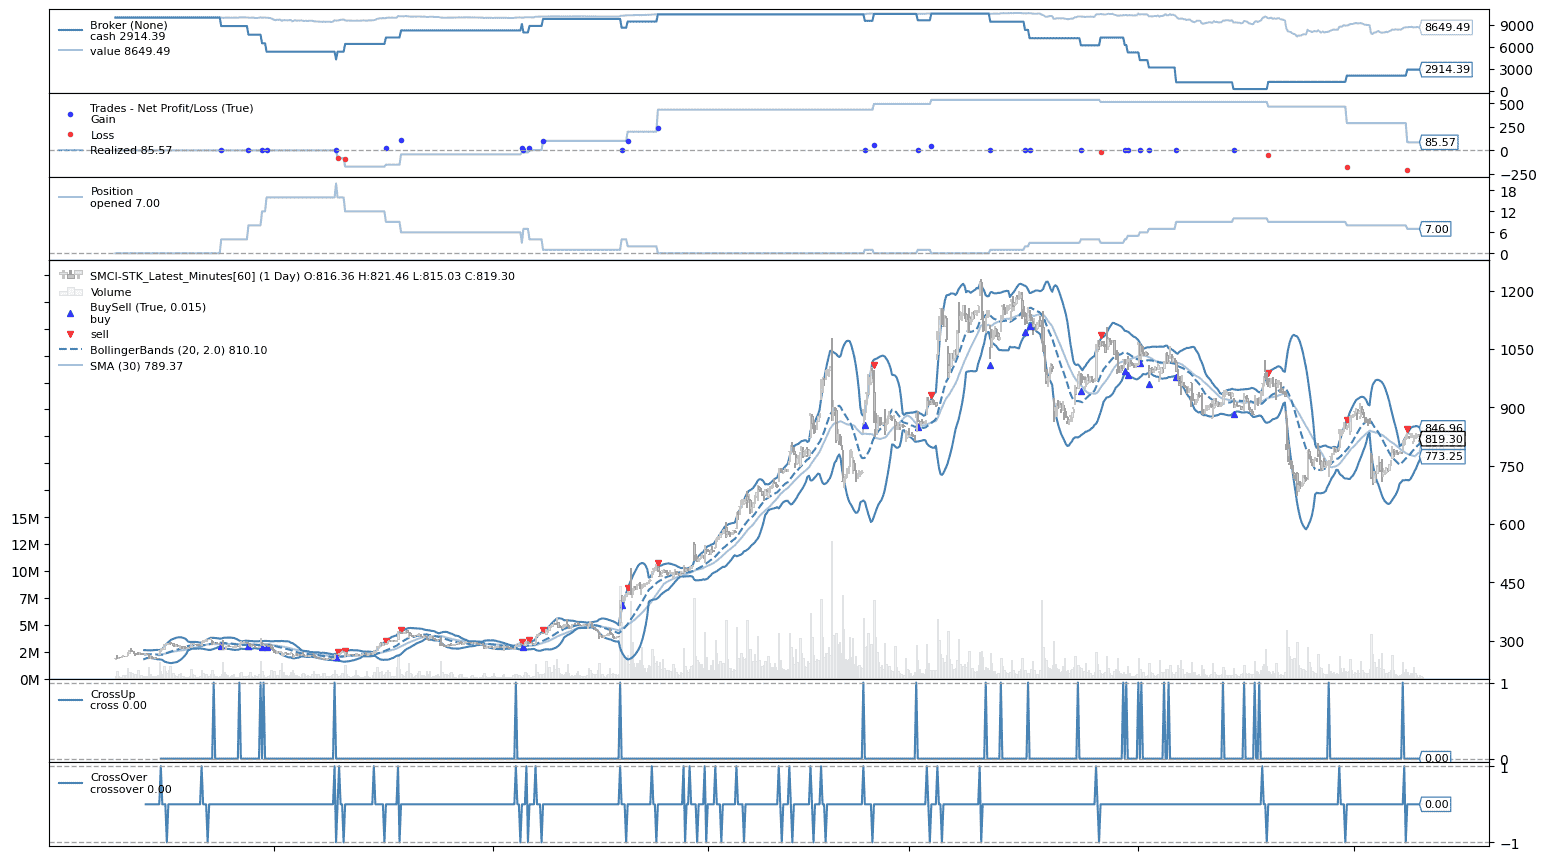 Broker (None)
cash 2914.39
value 8649.49
9000
8649.49
6000
3000
2914.39
0
Trades - Net Profit/Loss (True)
Gain
Loss
Realized 85.57
500
250
85.57
0
−250
Position
opened 7.00
18
12
6
7.00
0
SMCI-STK_Latest_Minutes[60] (1 Day) O:816.36 H:821.46 L:815.03 C:819.30
Volume
BuySell (True, 0.015)
buy
sell
BollingerBands (20, 2.0) 810.10
SMA (30) 789.37
1200
1050
900
846.96
819.30
773.25
750
600
450
300
15M
12M
10M
7M
5M
2M
0M
CrossUp
cross 0.00
1
0
0.00
CrossOver
crossover 0.00
1
0.00
−1